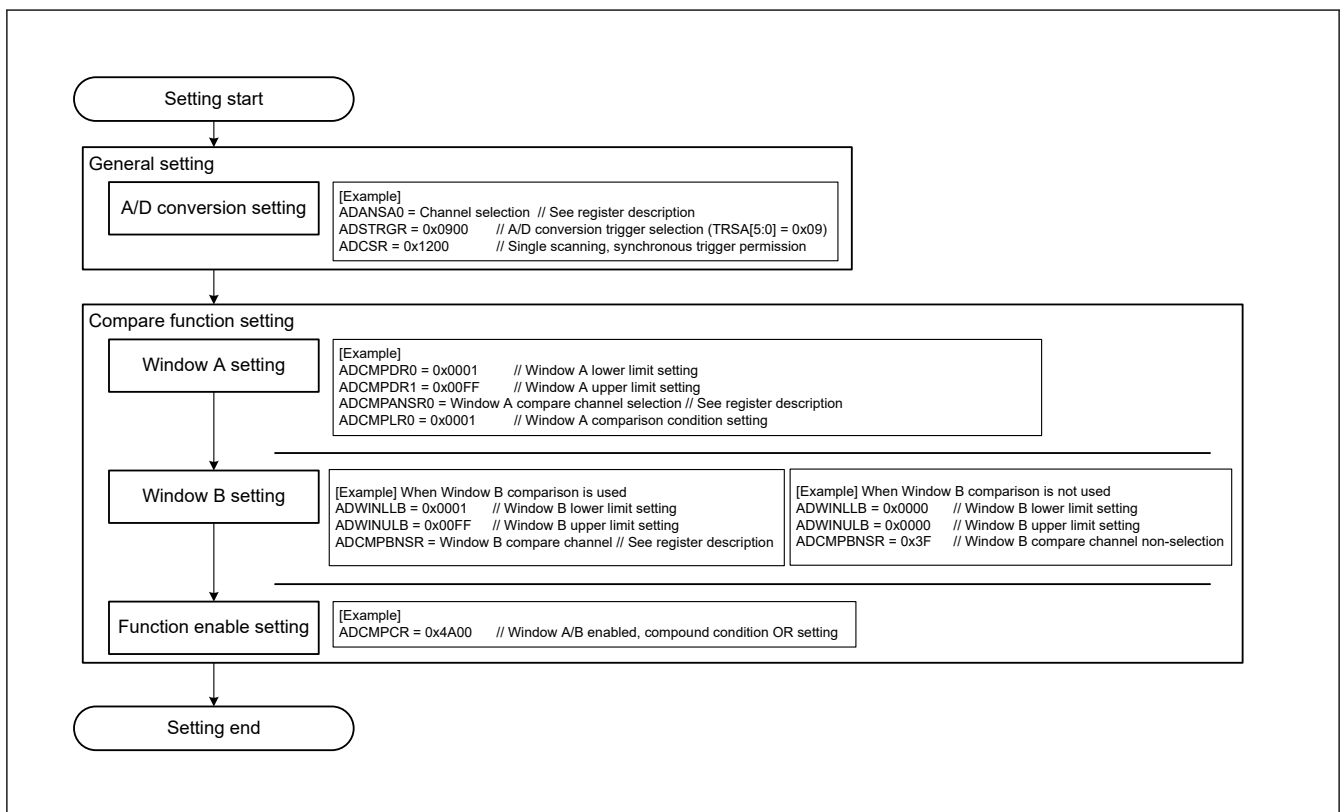 Setting start
General setting
A/D conversion setting
[Example]
ADANSA0 = Channel selection // See register description
ADSTRGR = 0x0900 // A/D conversion trigger selection (TRSA[5:0] = 0x09)
ADCSR = 0x1200 // Single scanning, synchronous trigger permission
Compare function setting
Window A setting
[Example]
ADCMPDR0 = 0x0001 // Window A lower limit setting
ADCMPDR1 = 0x00FF // Window A upper limit setting
ADCMPANSR0 = Window A compare channel selection // See register description
ADCMPLR0 = 0x0001 // Window A comparison condition setting
Window B setting
[Example] When Window B comparison is used
ADWINLLB = 0x0001 // Window B lower limit setting
ADWINULB = 0x00FF // Window B upper limit setting
ADCMPBNSR = Window B compare channel // See register description
[Example] When Window B comparison is not used
ADWINLLB = 0x0000 // Window B lower limit setting
ADWINULB = 0x0000 // Window B upper limit setting
ADCMPBNSR = 0x3F // Window B compare channel non-selection
Function enable setting
[Example]
ADCMPCR = 0x4A00 // Window A/B enabled, compound condition OR setting
Setting end